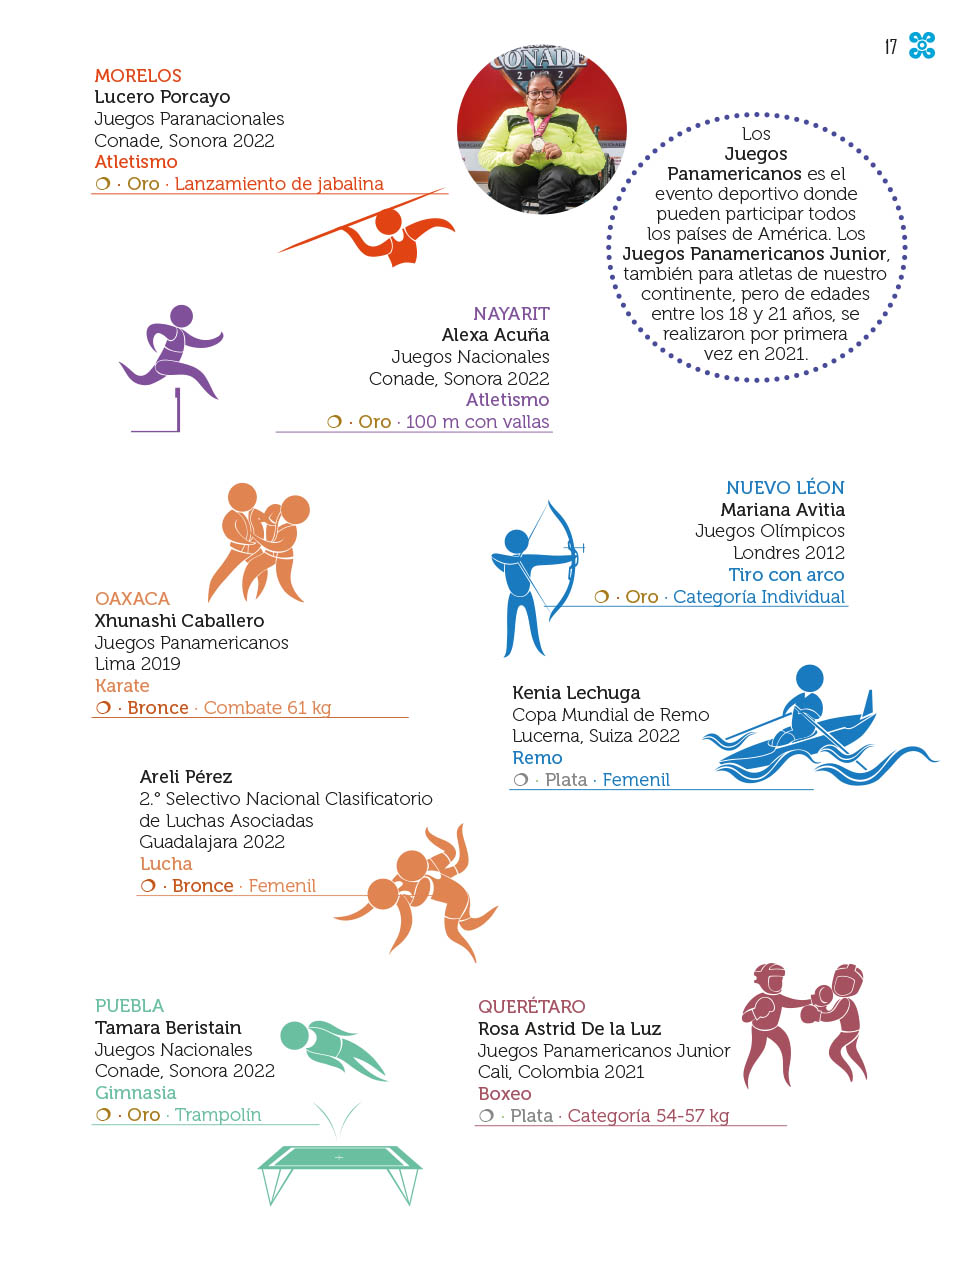 17
MORELOS
Lucero Porcayo
Juegos Paranacionales
Conade, Sonora 2022
Atletismo
· Oro · Lanzamiento de jabalina
CONADE
2022
Los
Juegos
Panamericanos es el
evento deportivo donde
pueden participar todos
los países de América. Los
Juegos Panamericanos Junior,
también para atletas de nuestro
continente, pero de edades
entre los 18 y 21 años, se
realizaron por primera
vez en 2021.
NAYARIT
Alexa Acuña
Juegos Nacionales
Conade, Sonora 2022
Atletismo
· Oro · 100 m con vallas
NUEVO LÉON
Mariana Avitia
Juegos Olímpicos
Londres 2012
Tiro con arco
· Oro · Categoría Individual
OAXACA
Xhunashi Caballero
Juegos Panamericanos
Lima 2019
Karate
· Bronce · Combate 61 kg
Kenia Lechuga
Copa Mundial de Remo
Lucerna, Suiza 2022
Remo
· Plata · Femenil
Areli Pérez
2.° Selectivo Nacional Clasificatorio
de Luchas Asociadas
Guadalajara 2022
Lucha
· Bronce · Femenil
PUEBLA
Tamara Beristain
Juegos Nacionales
Conade, Sonora 2022
Gimnasia
· Oro · Trampolín
QUERÉTARO
Rosa Astrid De la Luz
Juegos Panamericanos Junior
Cali, Colombia 2021
Boxeo
· Plata · Categoría 54-57 kg